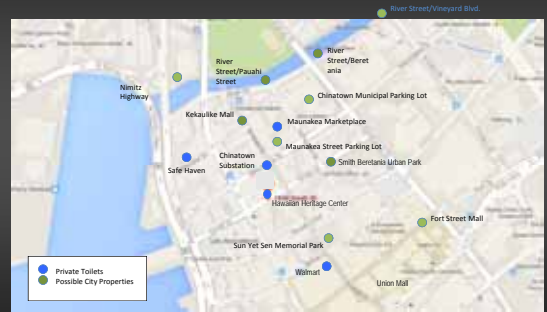 River Street/Vineyard Blvd.
River
Street/Beret
ania
River
Street/Pauahi
Street
Nimitz
Highway
Chinatown Municipal Parking Lot
Kekaulike Mall
Maunakea Marketplace
Maunakea Street Parking Lot
Chinatown
Substation
Smith Beretania Urban Park
Safe Haven
Hawaiian Heritage Center
Fort Street Mall
Sun Yet Sen Memorial Park
Walmart
Union Mall
Private Toilets
Possible City Properties